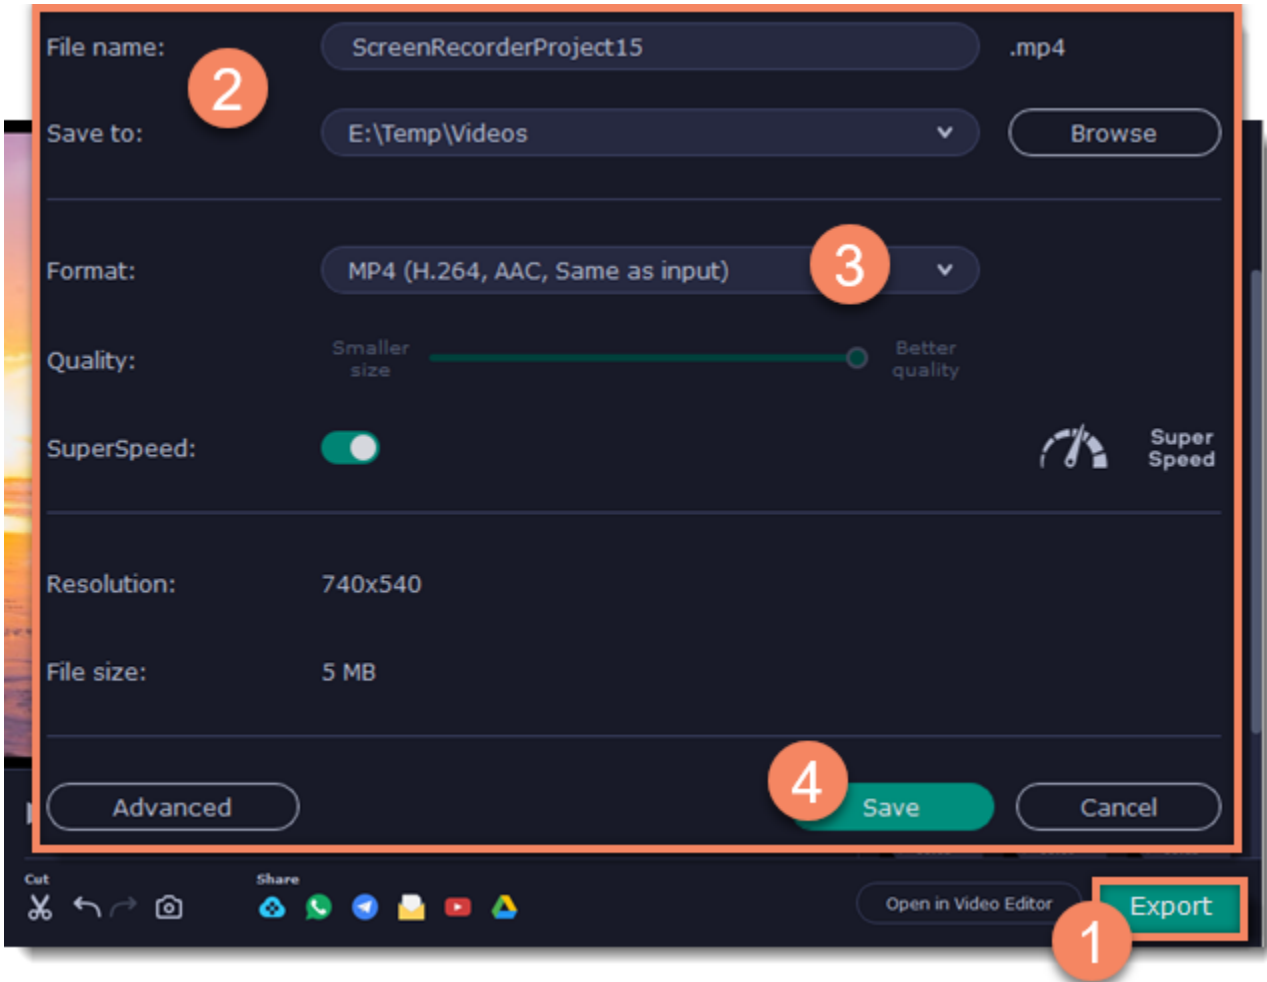 File name:
ScreenRecorderProject15
.mp4
2
Save to:
E:\Temp\Videos
Browse
Format:
MP4 (H.264, AAC, Same as input)
3
Quality:
Smaller
size
Better
quality
SuperSpeed:
Super
Speed
Resolution:
740x540
File size:
5 MB
Advanced
4
Save
Cancel
Cut
Share
Open in Video Editor
Export
1